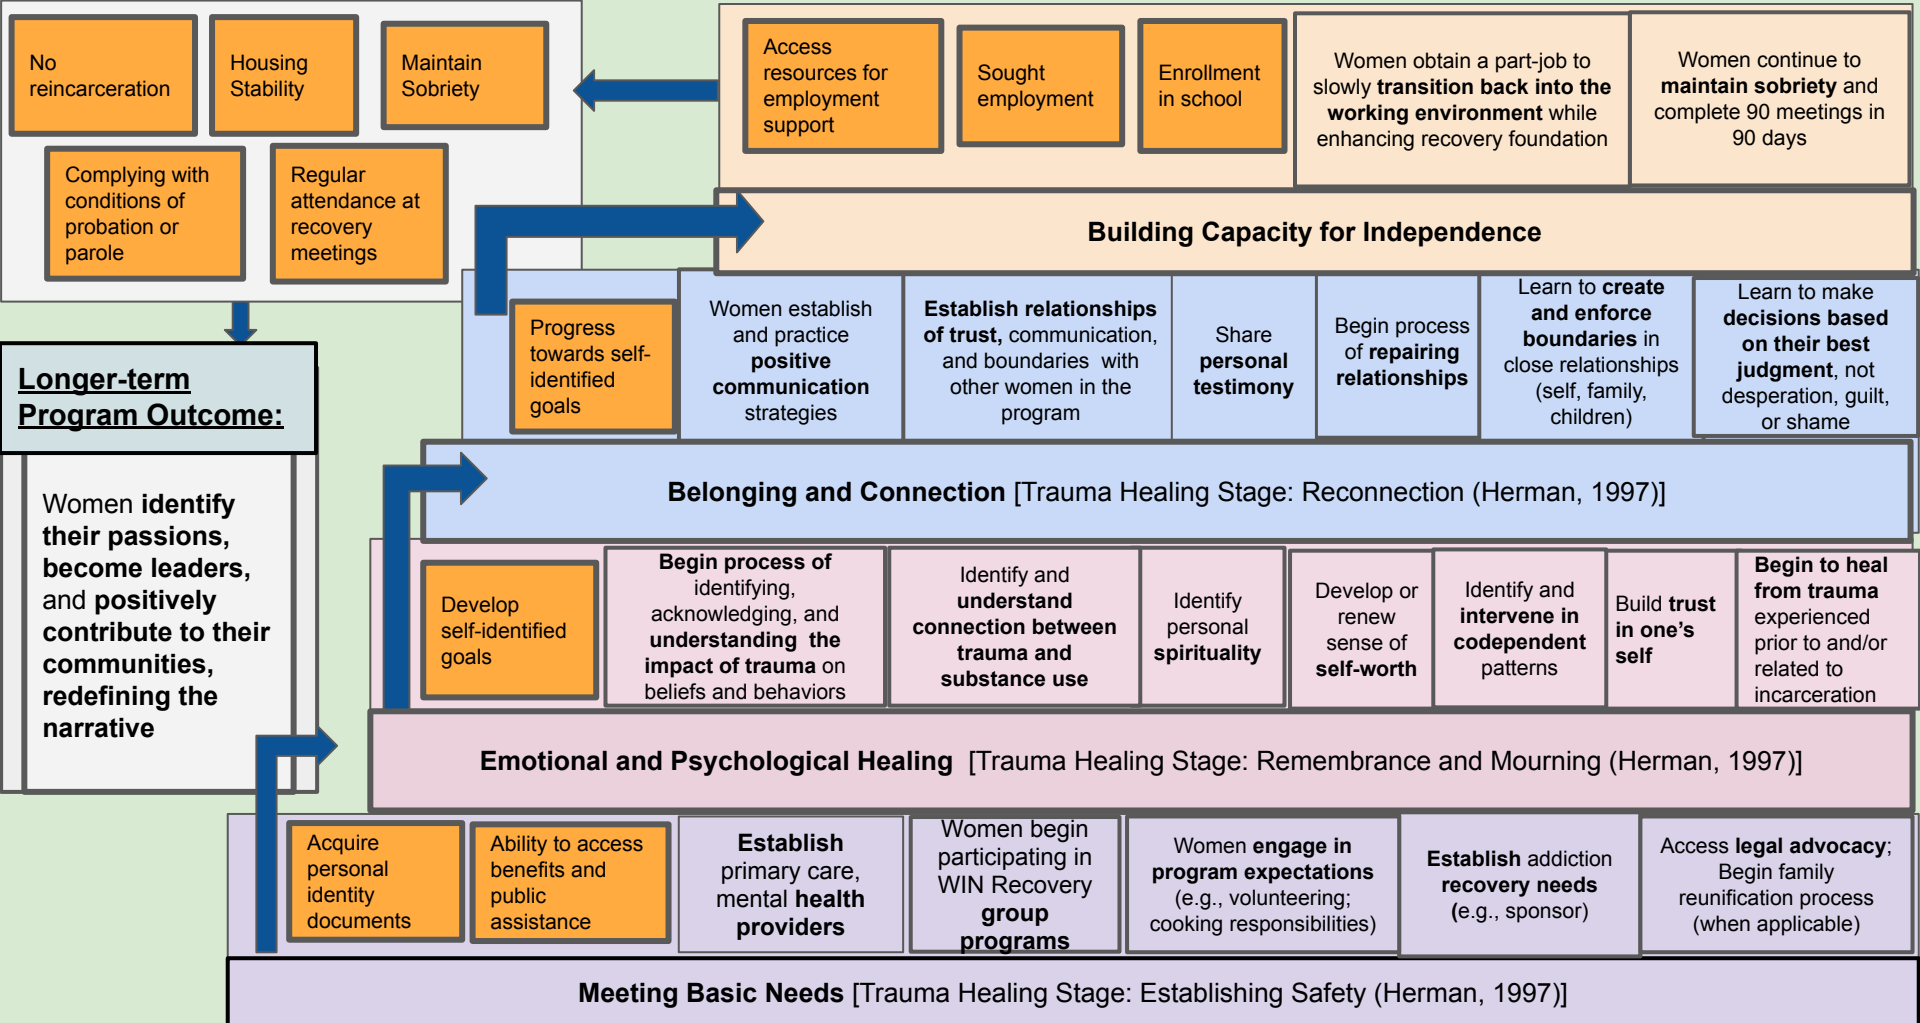 No
reincarceration
Housing
Stability
Maintain
Sobriety
Complying with
conditions of
probation or
parole
Regular
attendance at
recovery
meetings
Access
resources for
employment
support
Sought
employment
Enrollment
in school
Women obtain a part-job to
slowly transition back into the
working environment while
enhancing recovery foundation
Women continue to
maintain sobriety and
complete 90 meetings in
90 days
Building Capacity for Independence
Progress
towards self-
identified
goals
Women establish
and practice
positive
communication
strategies
Establish relationships
of trust, communication,
and boundaries with
other women in the
program
Share
personal
testimony
Begin process
of repairing
relationships
Learn to create
and enforce
boundaries in
close relationships
(self, family,
children)
Learn to make
decisions based
on their best
judgment, not
desperation, guilt,
or shame
Belonging and Connection [Trauma Healing Stage: Reconnection (Herman, 1997)]
Longer-term
Program Outcome:
Women identify
their passions,
become leaders,
and positively
contribute to their
communities,
redefining the
narrative
Develop
self-identified
goals
Begin process of
identifying,
acknowledging, and
understanding the
impact of trauma on
beliefs and behaviors
Identify and
understand
connection between
trauma and
substance use
Identify
personal
spirituality
Develop or
renew
sense of
self-worth
Identify and
intervene in
codependent
patterns
Build trust
in one's
self
Begin to heal
from trauma
experienced
prior to and/or
related to
incarceration
Emotional and Psychological Healing [Trauma Healing Stage: Remembrance and Mourning (Herman, 1997)]
Acquire
personal
identity
documents
Ability to access
benefits and
public
assistance
Establish
primary care,
mental health
providers
Women begin
participating in
WIN Recovery
group
programs
Women engage in
program expectations
(e.g., volunteering;
cooking responsibilities)
Establish addiction
recovery needs
(e.g., sponsor)
Access legal advocacy;
Begin family
reunification process
(when applicable)
Meeting Basic Needs [Trauma Healing Stage: Establishing Safety (Herman, 1997)]